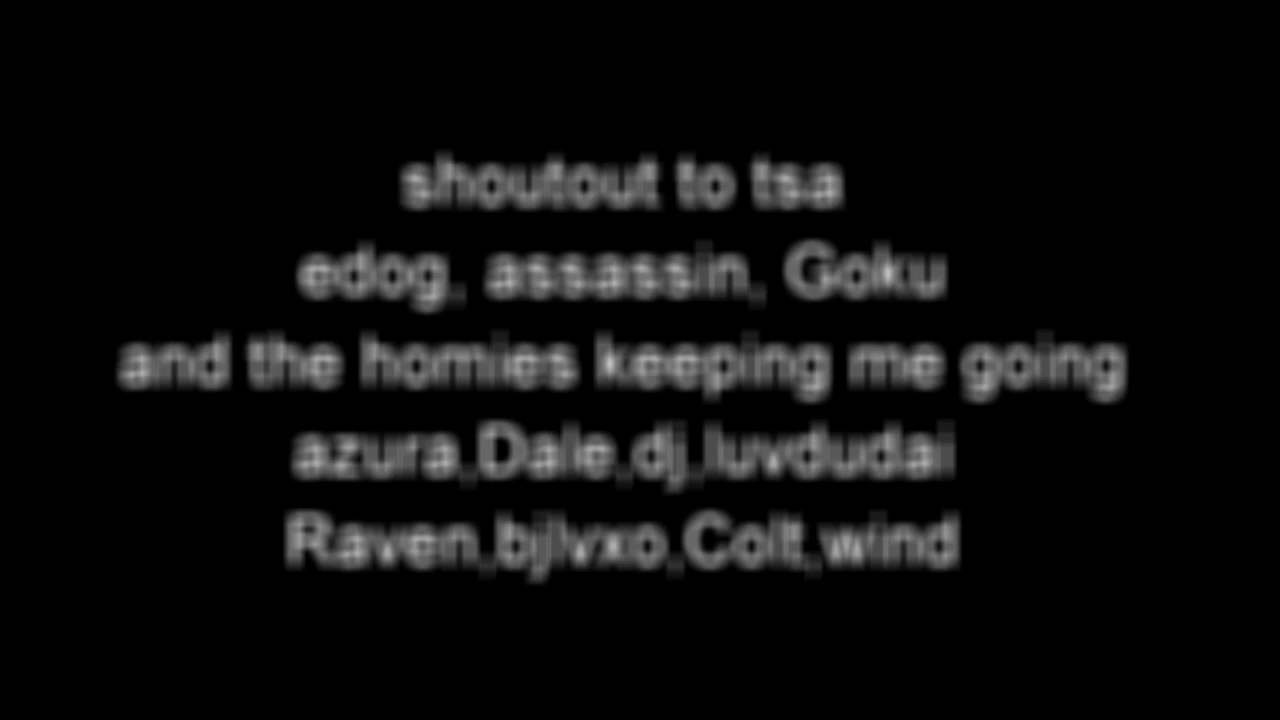 shoutout to tsa
edog, assassin, Goku
and the homies keeping me going
azura,Dale,dj,luvdudai
Raven,bjlvxo,Colt,wind